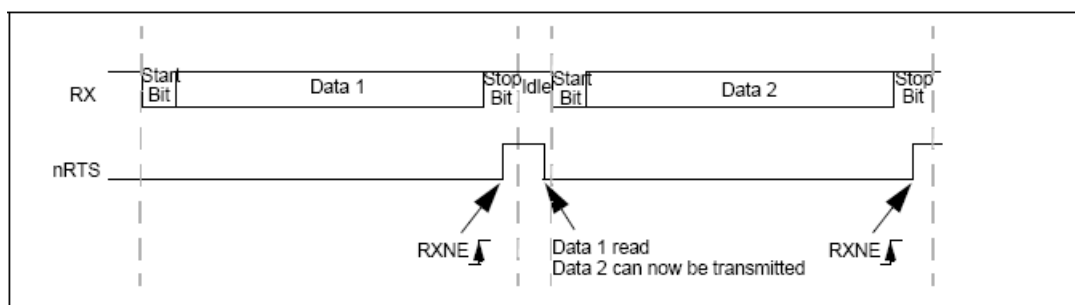 RX
Start Bit
Data 1
Stop Bit
Idle
Start Bit
Data 2
Stop Bit
nRTS
RXNE
Data 1 read
Data 2 can now be transmitted
RXNE